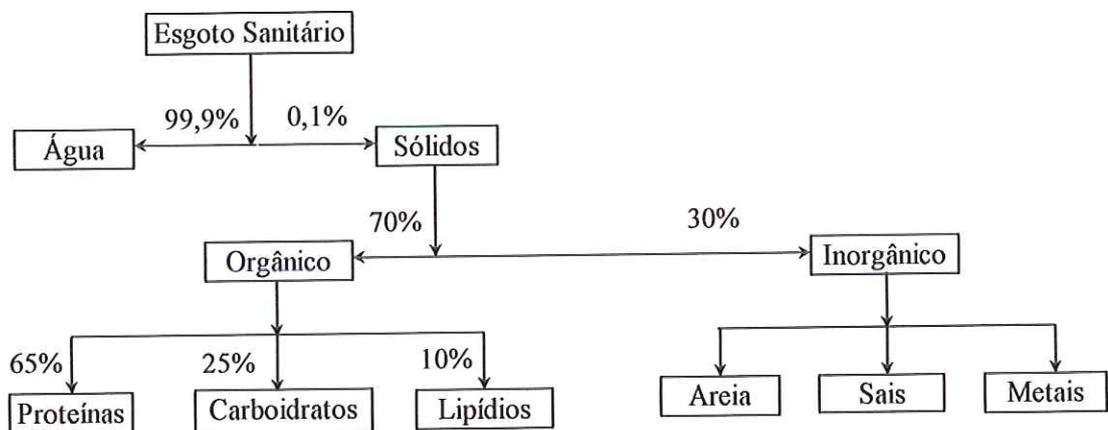 Esgoto Sanitário
99,9%
0,1%
Água
Sólidos
70%
30%
Orgânico
Inorgânico
65%
25%
10%
Proteínas
Carboidratos
Lipídios
Areia
Sais
Metais